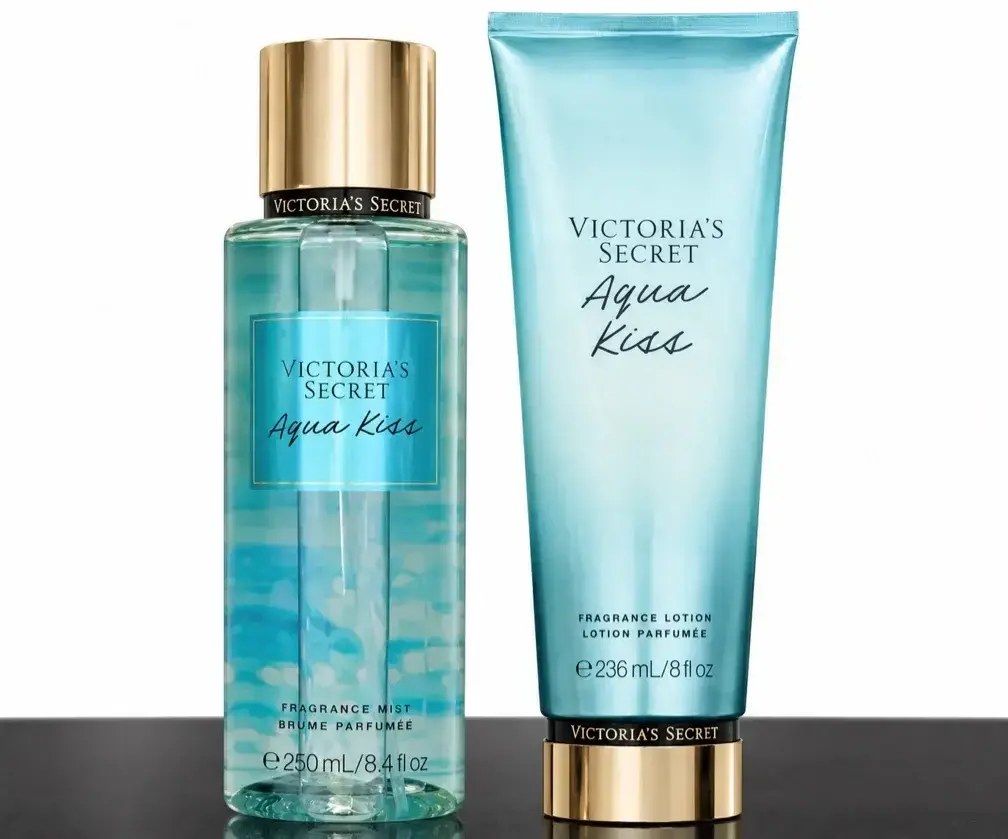 VICTORIA'S SECRET
VICTORIA'S
SECRET
Aqua Kiss
FRAGRANCE MIST
BRUME PARFUMÉE
℮250 mL/8.4 fl oz
VICTORIA'S
SECRET
Aqua
Kiss
FRAGRANCE LOTION
LOTION PARFUMÉE
℮236 mL/8 fl oz
VICTORIA'S SECRET